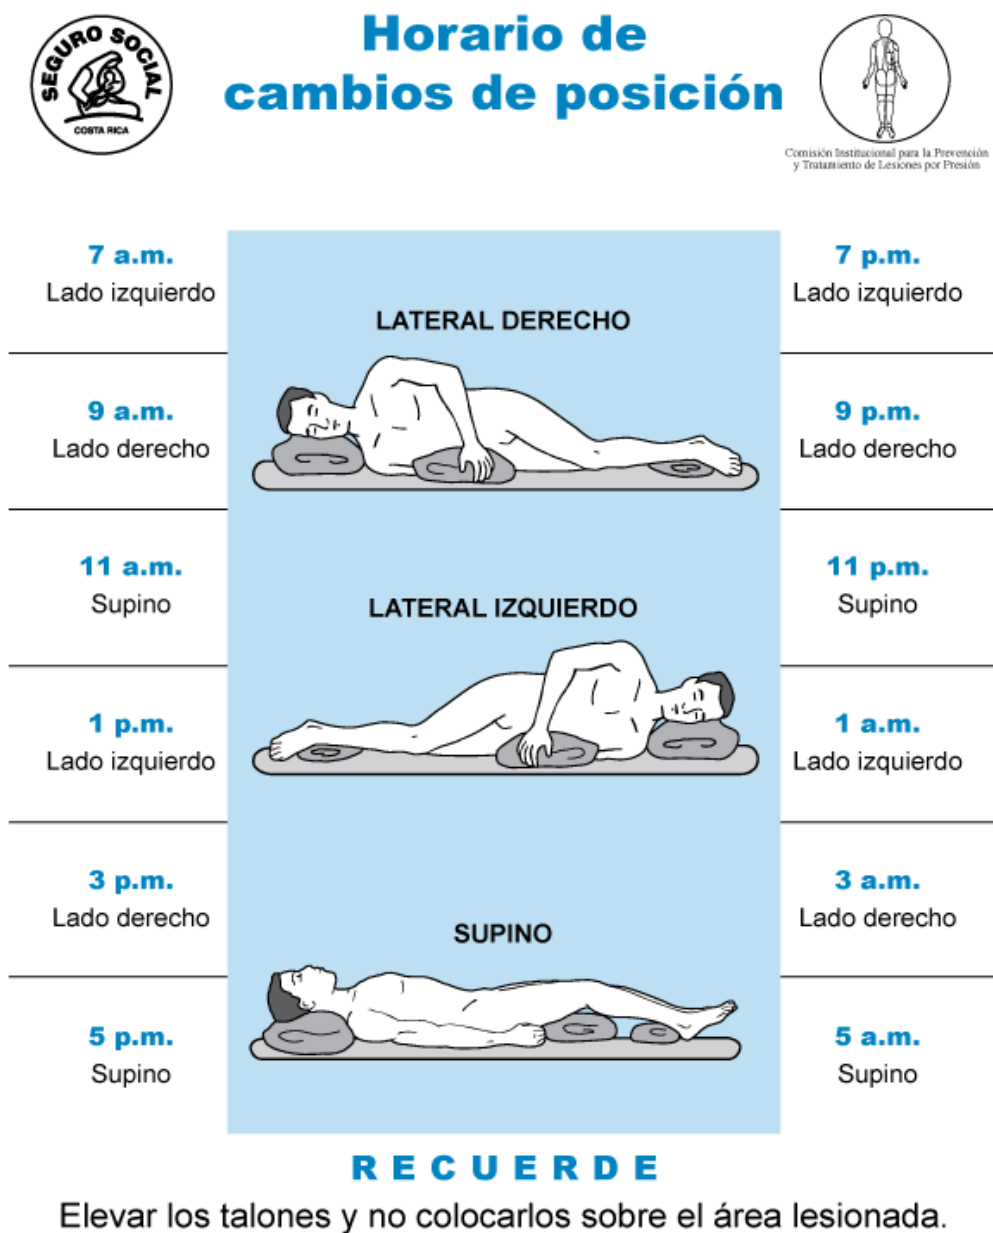 SEGURO SOCIAL
COSTA RICA
Horario de
cambios de posición
Comisión Institucional para la Prevención
y Tratamiento de Lesiones por Presión
7 a.m.
Lado izquierdo
9 a.m.
Lado derecho
11 a.m.
Supino
1 p.m.
Lado izquierdo
3 p.m.
Lado derecho
5 p.m.
Supino
LATERAL DERECHO
LATERAL IZQUIERDO
SUPINO
7 p.m.
Lado izquierdo
9 p.m.
Lado derecho
11 p.m.
Supino
1 a.m.
Lado izquierdo
3 a.m.
Lado derecho
5 a.m.
Supino
RECUERDE
Elevar los talones y no colocarlos sobre el área lesionada.